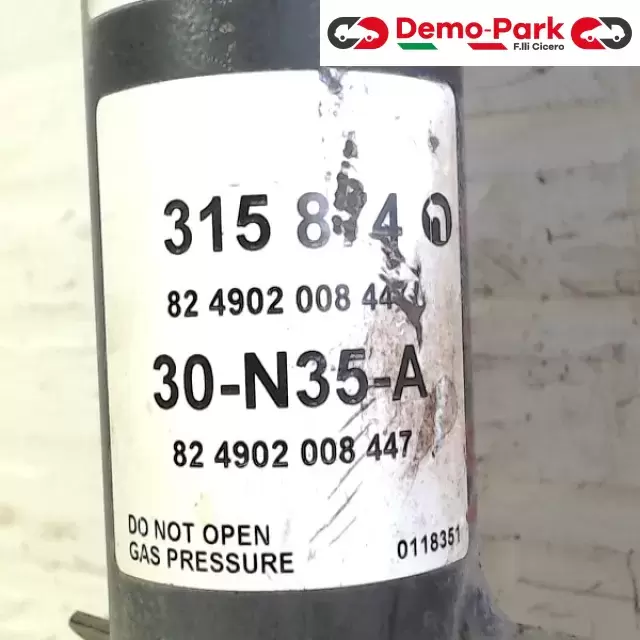 Demo-Park
F.lli Cicero
315 874
82 4902 008 447
30-N35-A
82 4902 008 447
DO NOT OPEN
GAS PRESSURE
0118351